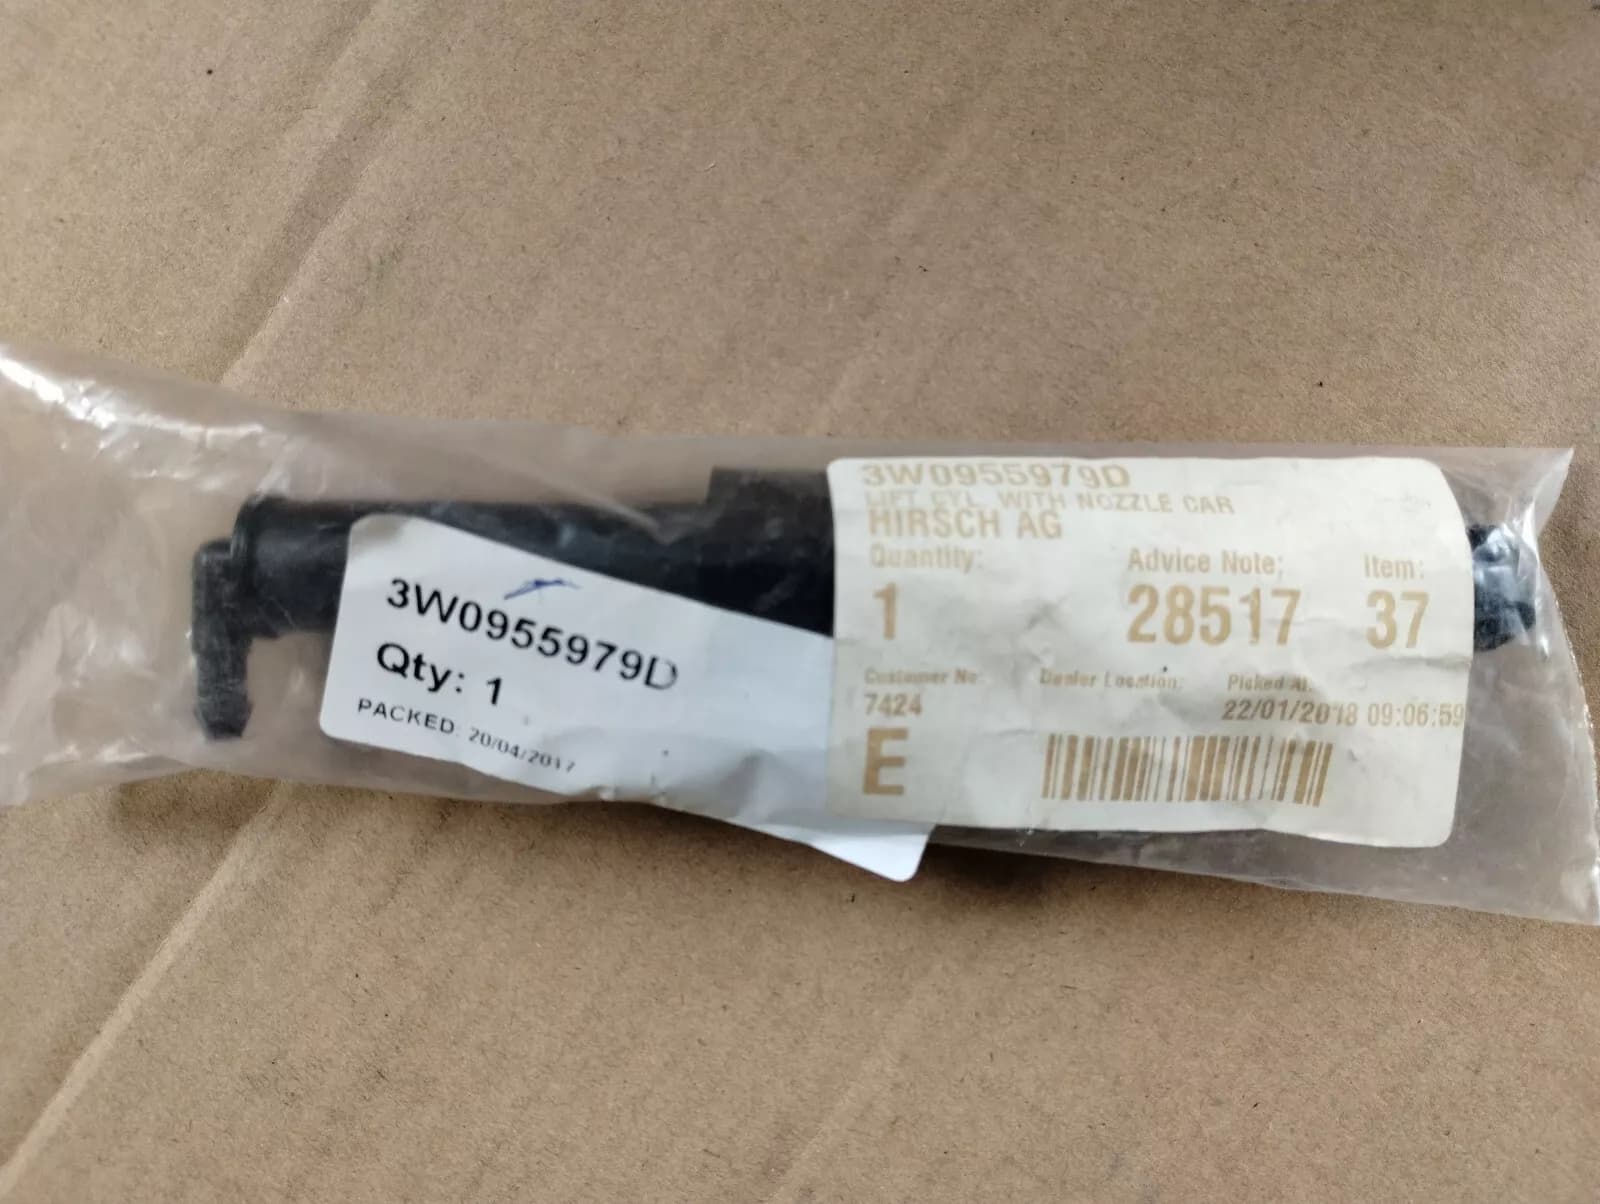 3W0955979D
Qty: 1
PACKED: 20/04/2017
3W0955979D
LIFT CYL. WITH NOZZLE CAR
HIRSCH AG
Quantity: Advice Note; Item:
1 28517 37
Customer No: Dealer Location: Picked At:
7424 22/01/2018 09:06:59
E